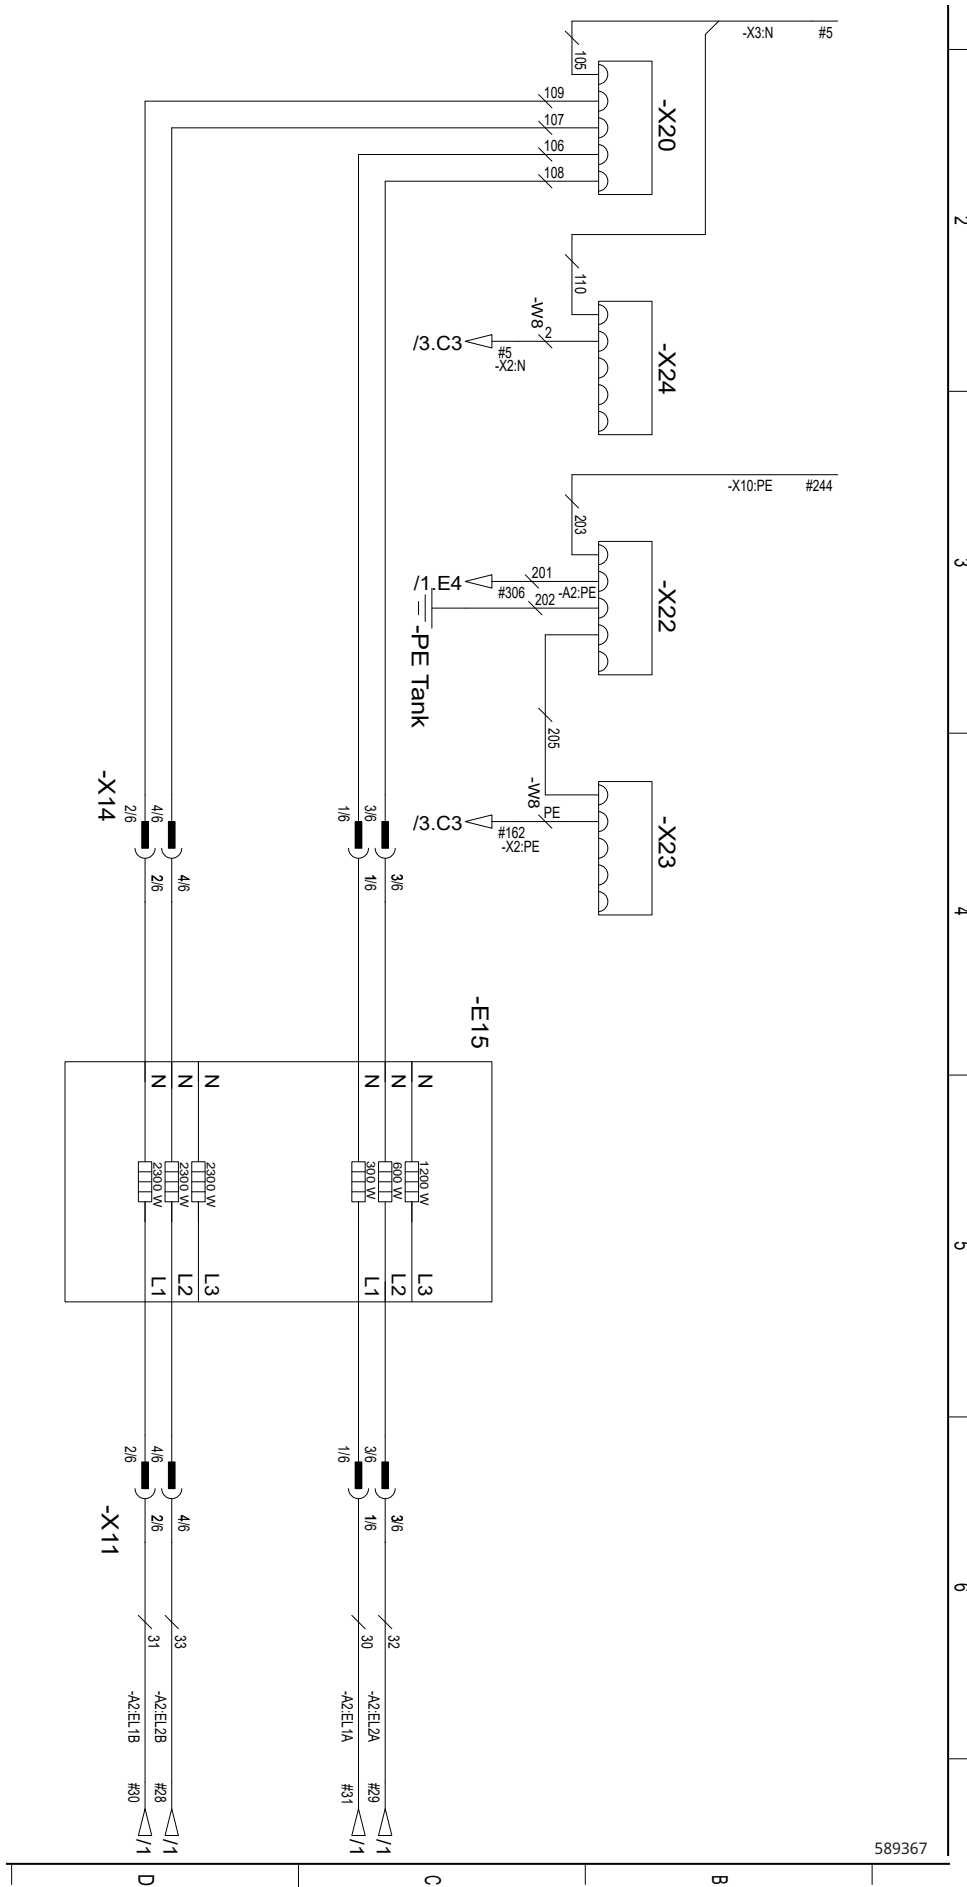 -X3:N #5
105
-X20
109
107
106
108
2
110
-W8 2
/3.C3
#5
-X2:N
-X24
-X10:PE #244
203
3
-X22
201
/1.E4
#306 -A2:PE
202
-PE Tank
205
-W8 PE
/3.C3
#162
-X2:PE
-X23
4
-X14
2/6 4/6 1/6 3/6
2/6 4/6 1/6 3/6
-E15
N N N N N N
2300 W
2300 W
2300 W
300 W
600 W
1200 W
L1 L2 L3 L1 L2 L3
5
2/6 4/6 1/6 3/6
2/6 4/6 1/6 3/6
-X11
6
31 33 30 32
-A2:EL1B
-A2:EL2B
-A2:EL1A
-A2:EL2A
#30 #28 #31 #29
/1 /1 /1 /1
589367
D C B